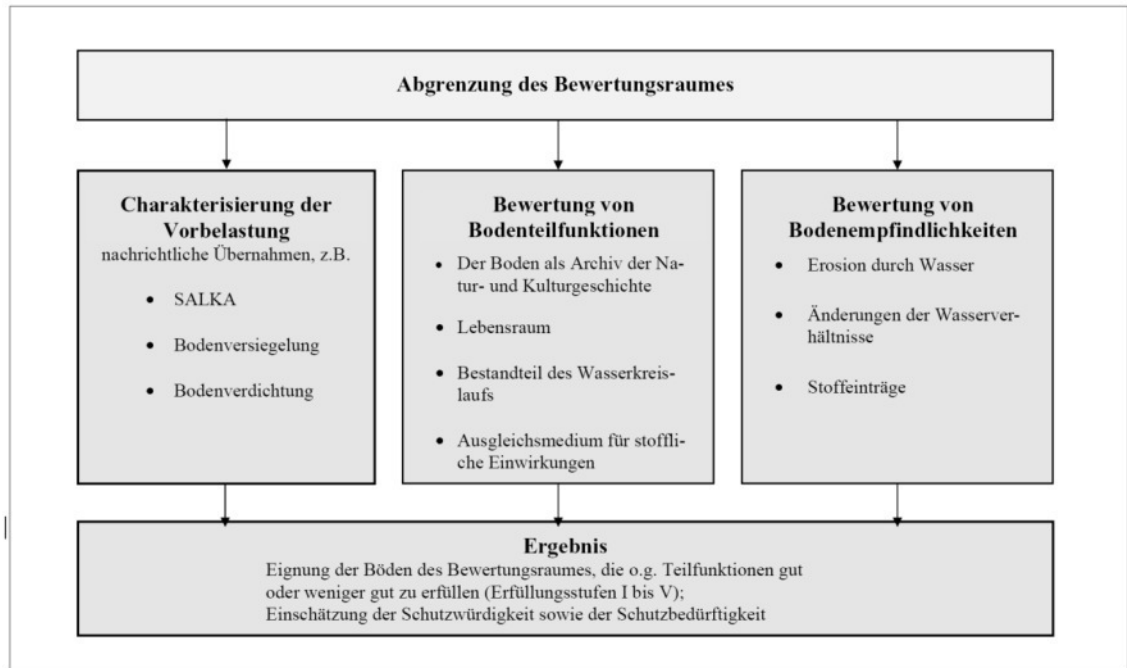 Abgrenzung des Bewertungsraumes
Charakterisierung der
Vorbelastung
nachrichtliche Übernahmen, z.B.
• SALKA
• Bodenversiegelung
• Bodenverdichtung
Bewertung von
Bodenteilfunktionen
• Der Boden als Archiv der Na-
tur- und Kulturgeschichte
• Lebensraum
• Bestandteil des Wasserkreis-
laufs
• Ausgleichsmedium für stoffli-
che Einwirkungen
Bewertung von
Bodenempfindlichkeiten
• Erosion durch Wasser
• Änderungen der Wasserver-
hältnisse
• Stoffeinträge
Ergebnis
Eignung der Böden des Bewertungsraumes, die o.g. Teilfunktionen gut
oder weniger gut zu erfüllen (Erfüllungsstufen I bis V);
Einschätzung der Schutzwürdigkeit sowie der Schutzbedürftigkeit